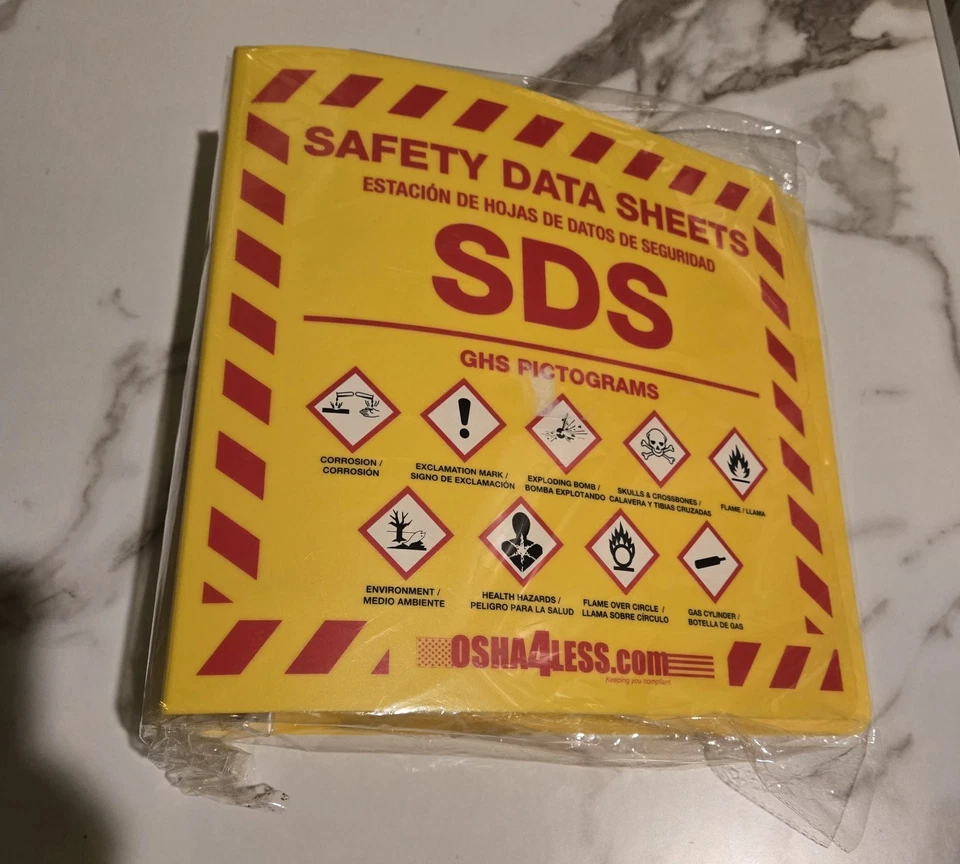 SAFETY DATA SHEETS
ESTACIÓN DE HOJAS DE DATOS DE SEGURIDAD
SDS
GHS PICTOGRAMS
CORROSION /
CORROSIÓN
EXCLAMATION MARK /
SIGNO DE EXCLAMACIÓN
EXPLODING BOMB /
BOMBA EXPLOTANDO
SKULLS & CROSSBONES /
CALAVERA Y TIBIAS CRUZADAS
FLAME / LLAMA
ENVIRONMENT /
MEDIO AMBIENTE
HEALTH HAZARDS /
PELIGRO PARA LA SALUD
FLAME OVER CIRCLE /
LLAMA SOBRE CÍRCULO
GAS CYLINDER /
BOTELLA DE GAS
OSHA4LESS.com
Keeping you compliant